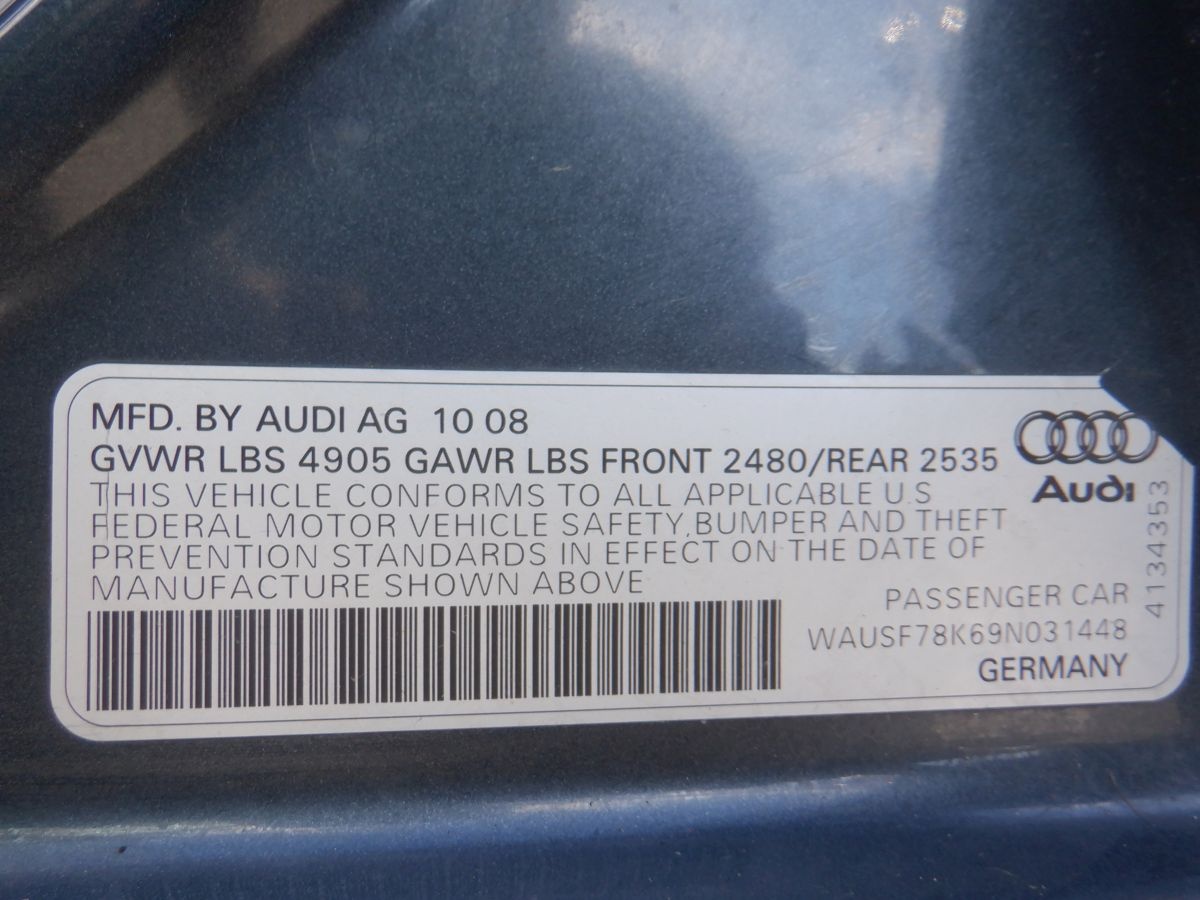 MFD. BY AUDI AG 10 08
GVWR LBS 4905 GAWR LBS FRONT 2480/REAR 2535
THIS VEHICLE CONFORMS TO ALL APPLICABLE U.S
FEDERAL MOTOR VEHICLE SAFETY,BUMPER AND THEFT
PREVENTION STANDARDS IN EFFECT ON THE DATE OF
MANUFACTURE SHOWN ABOVE
Audi
4134353
PASSENGER CAR
WAUSF78K69N031448
GERMANY